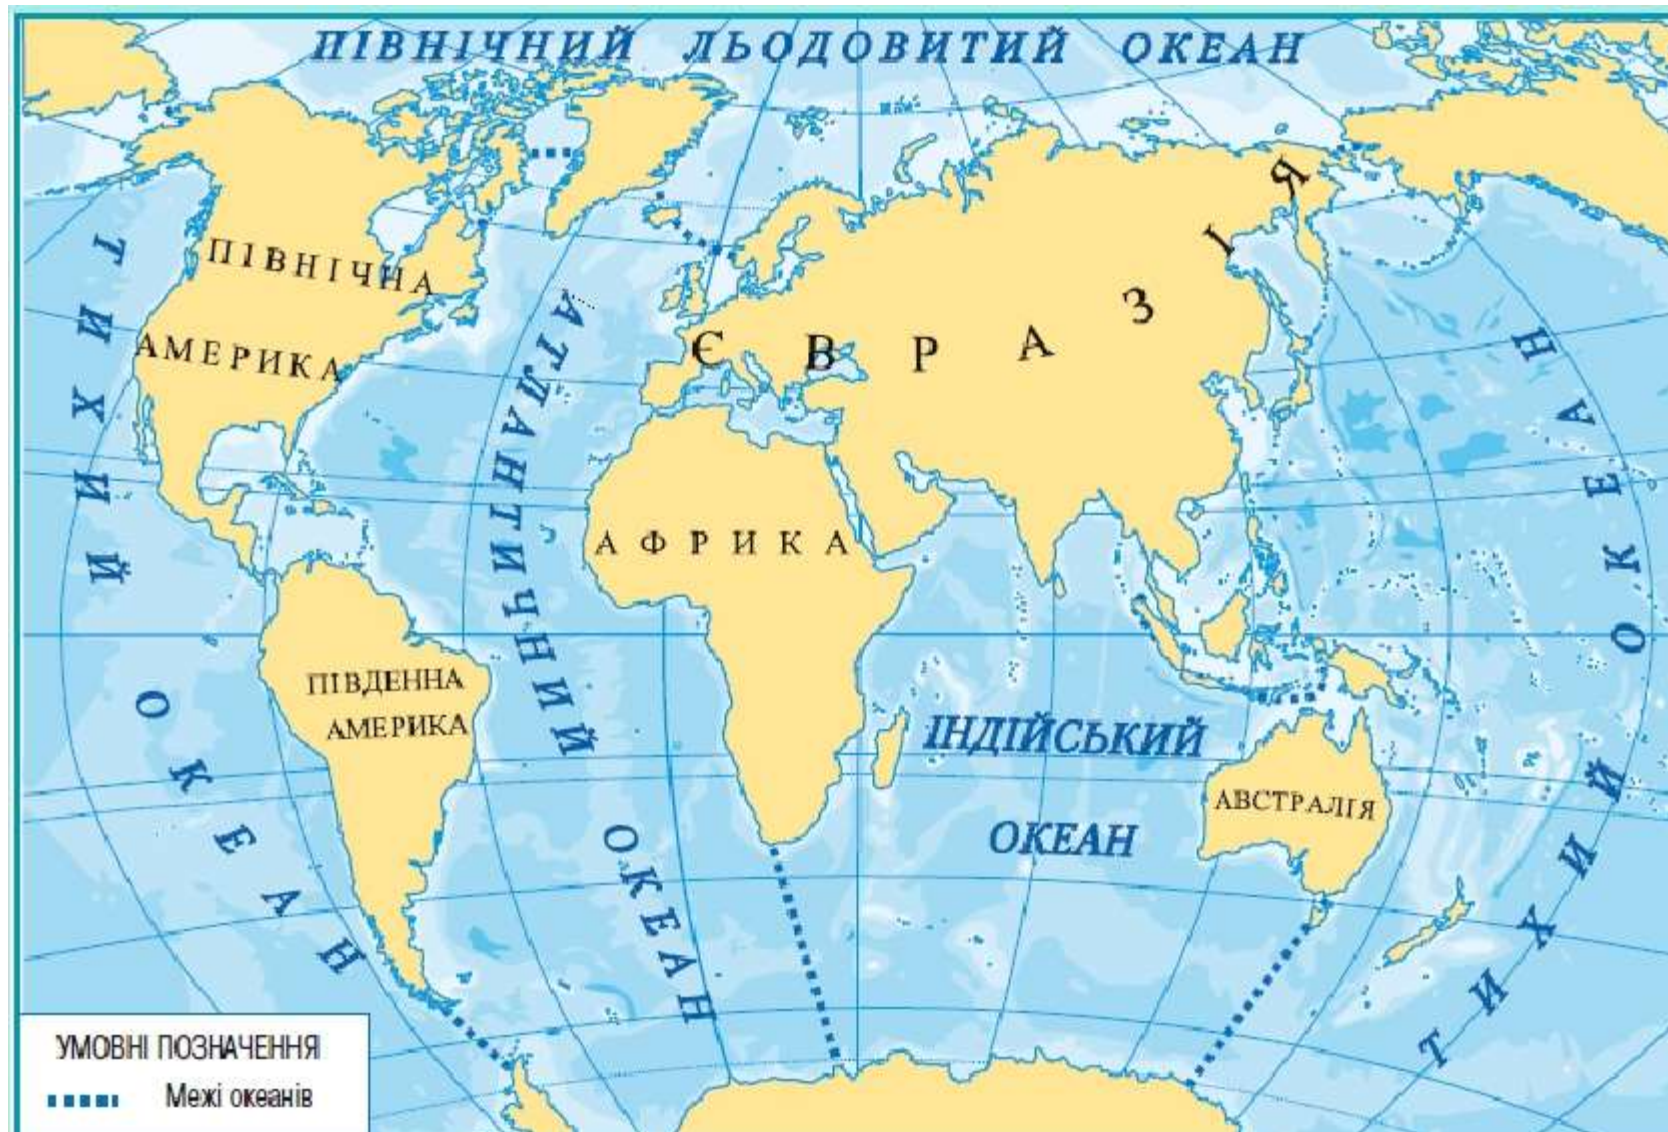 ПІВНІЧНИЙ ЛЬОДОВИТИЙ ОКЕАН
ТИХИЙ
ОКЕАН
ПІВНІЧНА
АМЕРИКА
АТЛАНТИЧНИЙ
ОКЕАН
ЄВРАЗІЯ
АФРИКА
ПІВДЕННА
АМЕРИКА
ІНДІЙСЬКИЙ
ОКЕАН
АВСТРАЛІЯ
ТИХИЙ ОКЕАН
УМОВНІ ПОЗНАЧЕННЯ
Межі океанів